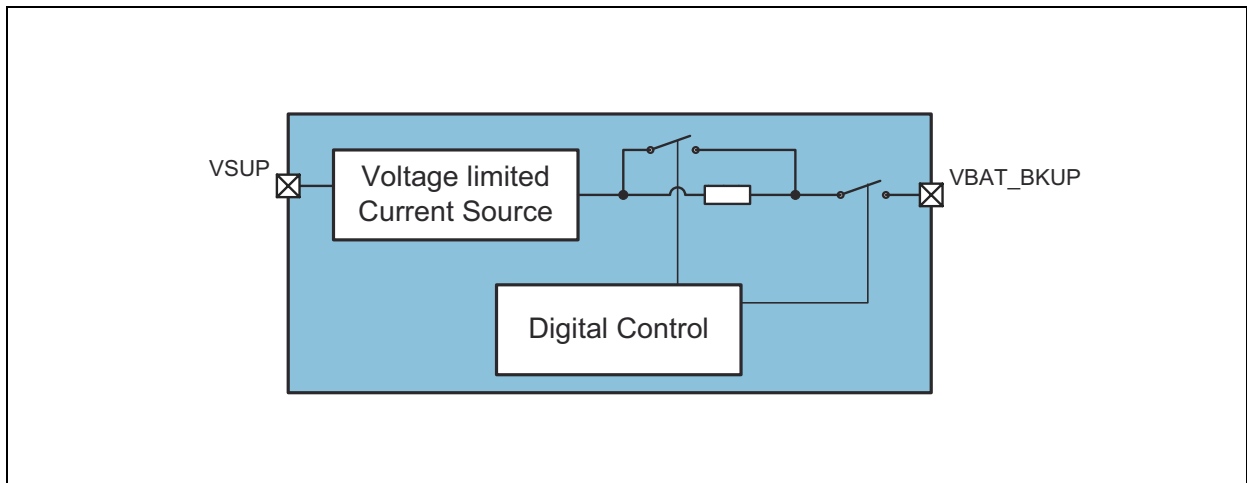 VSUP
Voltage limited
Current Source
VBAT_BKUP
Digital Control